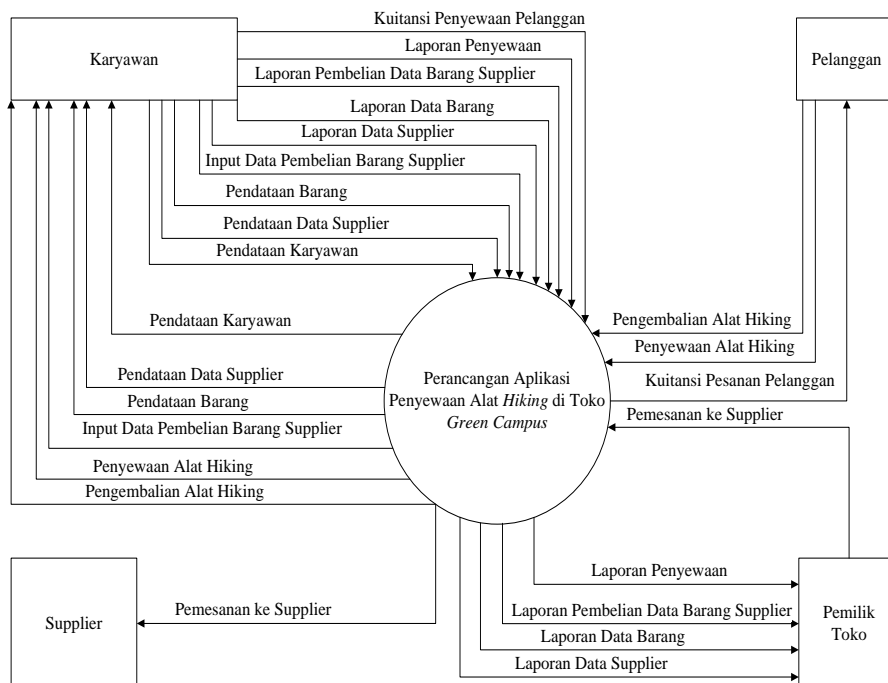 Kuitansi Penyewaan Pelanggan
Karyawan
Laporan Penyewaan
Pelanggan
Laporan Pembelian Data Barang Supplier
Laporan Data Barang
Laporan Data Supplier
Input Data Pembelian Barang Supplier
Pendataan Barang
Pendataan Data Supplier
Pendataan Karyawan
Pendataan Karyawan
Pengembalian Alat Hiking
Penyewaan Alat Hiking
Pendataan Data Supplier
Perancangan Aplikasi
Penyewaan Alat Hiking di Toko
Green Campus
Kuitansi Pesanan Pelanggan
Pendataan Barang
Pemesanan ke Supplier
Input Data Pembelian Barang Supplier
Penyewaan Alat Hiking
Pengembalian Alat Hiking
Laporan Penyewaan
Supplier
Pemesanan ke Supplier
Laporan Pembelian Data Barang Supplier
Pemilik
Toko
Laporan Data Barang
Laporan Data Supplier